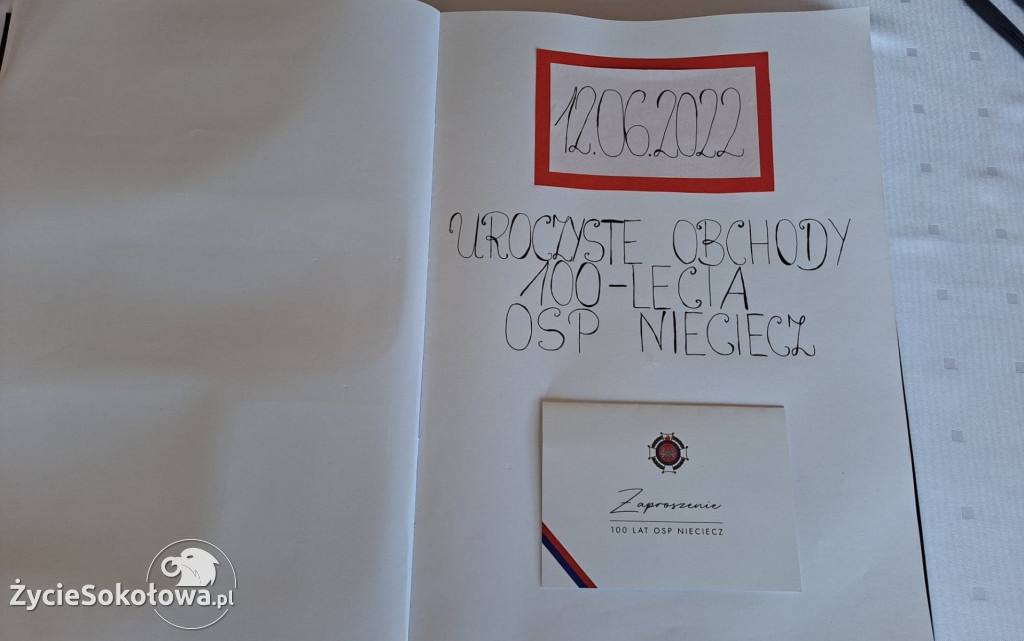 12.06.2022
UROCZYSTE OBCHODY
100-LECIA
OSP NIECIECZ
Zaproszenie
100 LAT OSP NIECIECZ
ŻycieSokołowa.pl